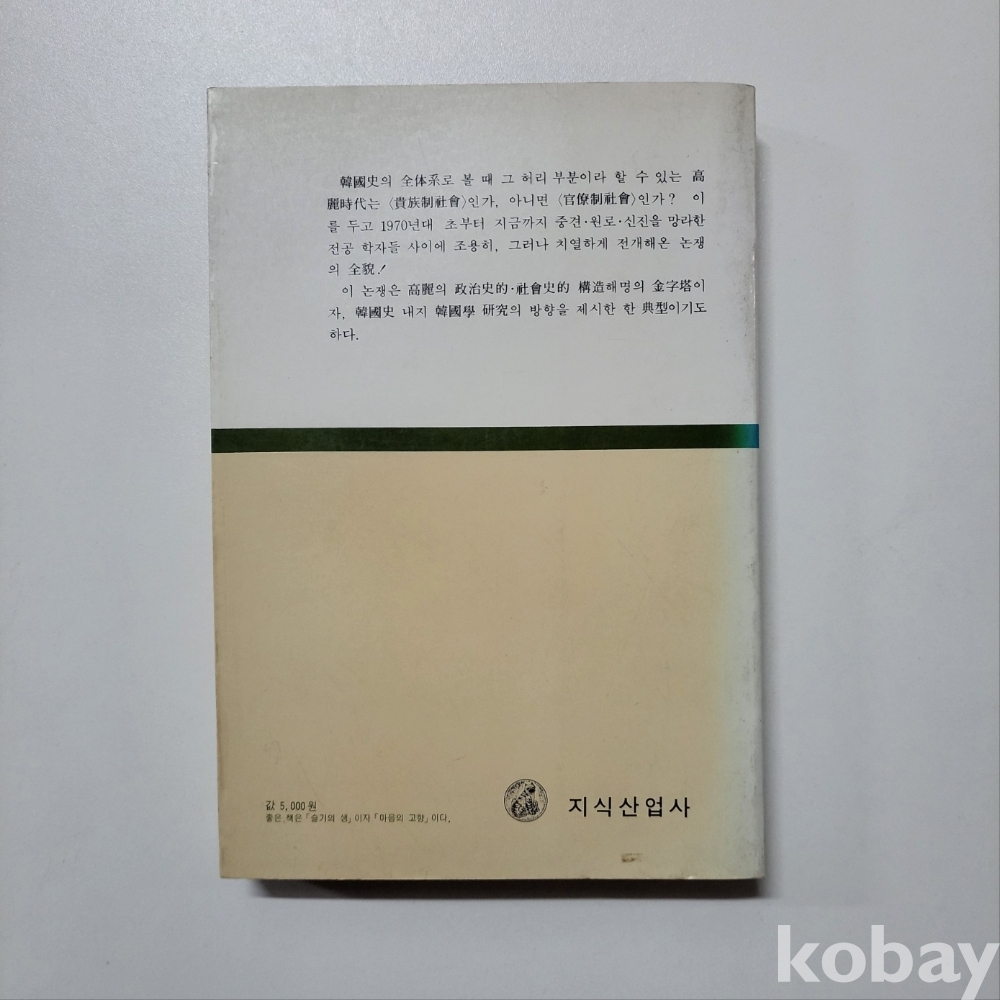 韓國史의 全体系로 볼 때 그 허리 부분이라 할 수 있는 高
麗時代는 〈貴族制社會〉인가, 아니면 〈官僚制社會〉인가? 이
를 두고 1970년대 초부터 지금까지 중견·원로·신진을 망라한
전공 학자들 사이에 조용히, 그러나 치열하게 전개해온 논쟁
의 全貌!
이 논쟁은 高麗의 政治史的·社會史的 構造해명의 金字塔이
자, 韓國史 내지 韓國學 硏究의 방향을 제시한 한 典型이기도
하다.
값 5,000원
좋은 책은 「슬기의 샘」이자 「마음의 고향」이다.
지식산업사
kobay